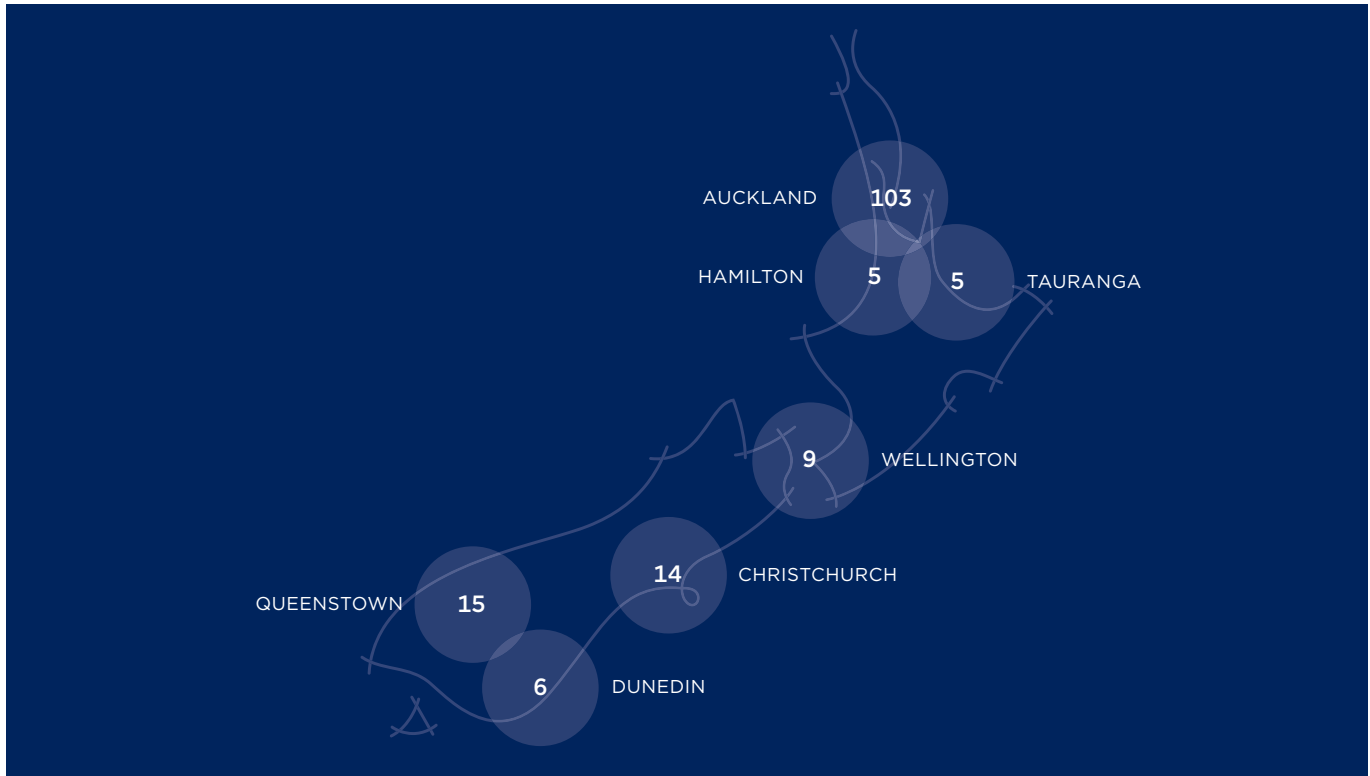 AUCKLAND 103
HAMILTON 5
5 TAURANGA
9 WELLINGTON
14 CHRISTCHURCH
QUEENSTOWN 15
6 DUNEDIN